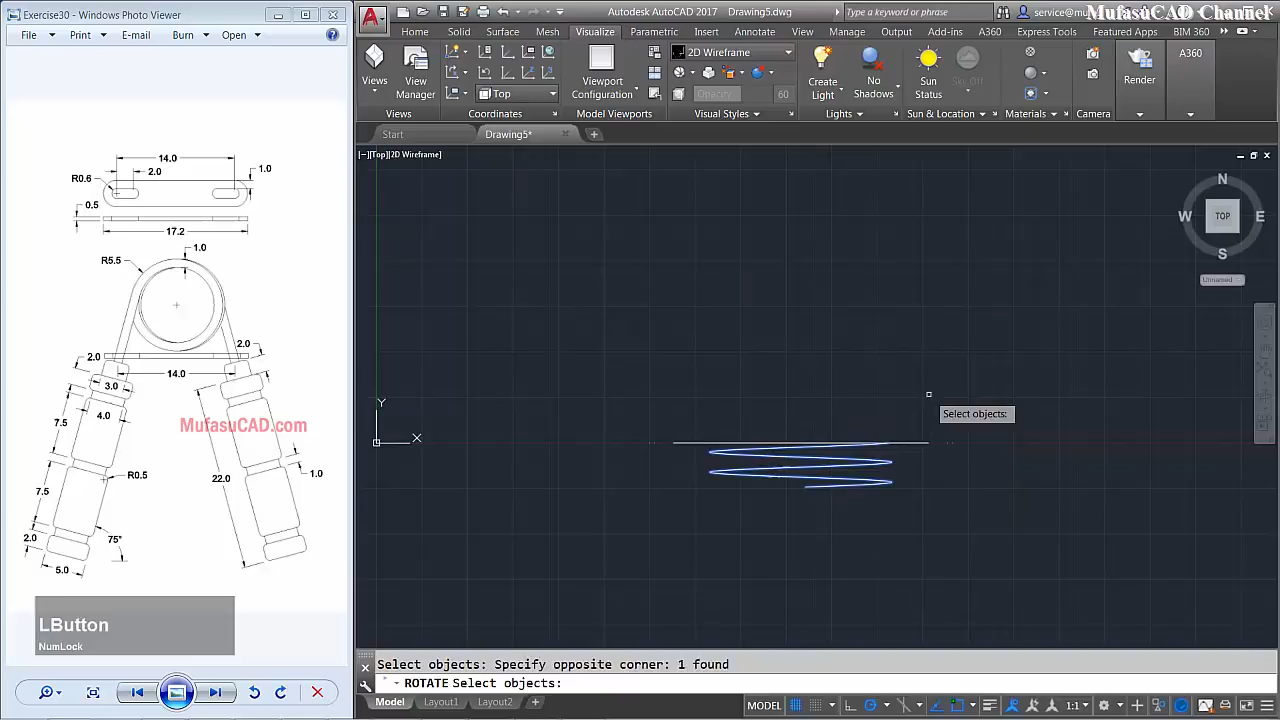 Exercise30 - Windows Photo Viewer
File Print E-mail Burn Open
14.0
2.0
1.0
R0.6
0.5
17.2
1.0
R5.5
2.0
2.0
14.0
3.0
4.0
7.5
MufasuCAD.com
R0.5
22.0
1.0
7.5
2.0
75°
5.0
LButton
NumLock
Autodesk AutoCAD 2017 Drawing5.dwg
Type a keyword or phrase
MufasuCAD Channel
Home Solid Surface Mesh Visualize Parametric Insert Annotate View Manage Output Add-ins A360 Express Tools Featured Apps BIM 360
Views
View
Manager
Top
Viewport
Configuration
2D Wireframe
Opacity 60
Create
Light
No
Shadows
Sun
Status
Sky Off
Render
A360
Views Coordinates Model Viewports Visual Styles Lights Sun & Location Materials Camera
Start Drawing5*
[−][Top][2D Wireframe]
N
W TOP E
S
Unnamed
Y
X
Select objects:
Select objects: Specify opposite corner: 1 found
ROTATE Select objects:
Model Layout1 Layout2
MODEL
1:1